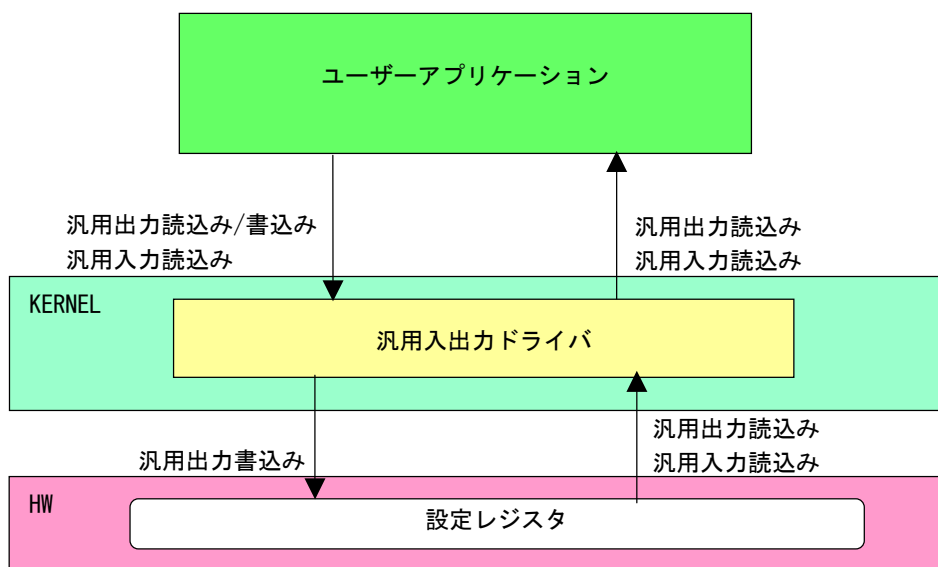 ユーザーアプリケーション
汎用出力読込み/書込み
汎用入力読込み
汎用出力読込み
汎用入力読込み
KERNEL
汎用入出力ドライバ
汎用出力書込み
汎用出力読込み
汎用入力読込み
HW
設定レジスタ